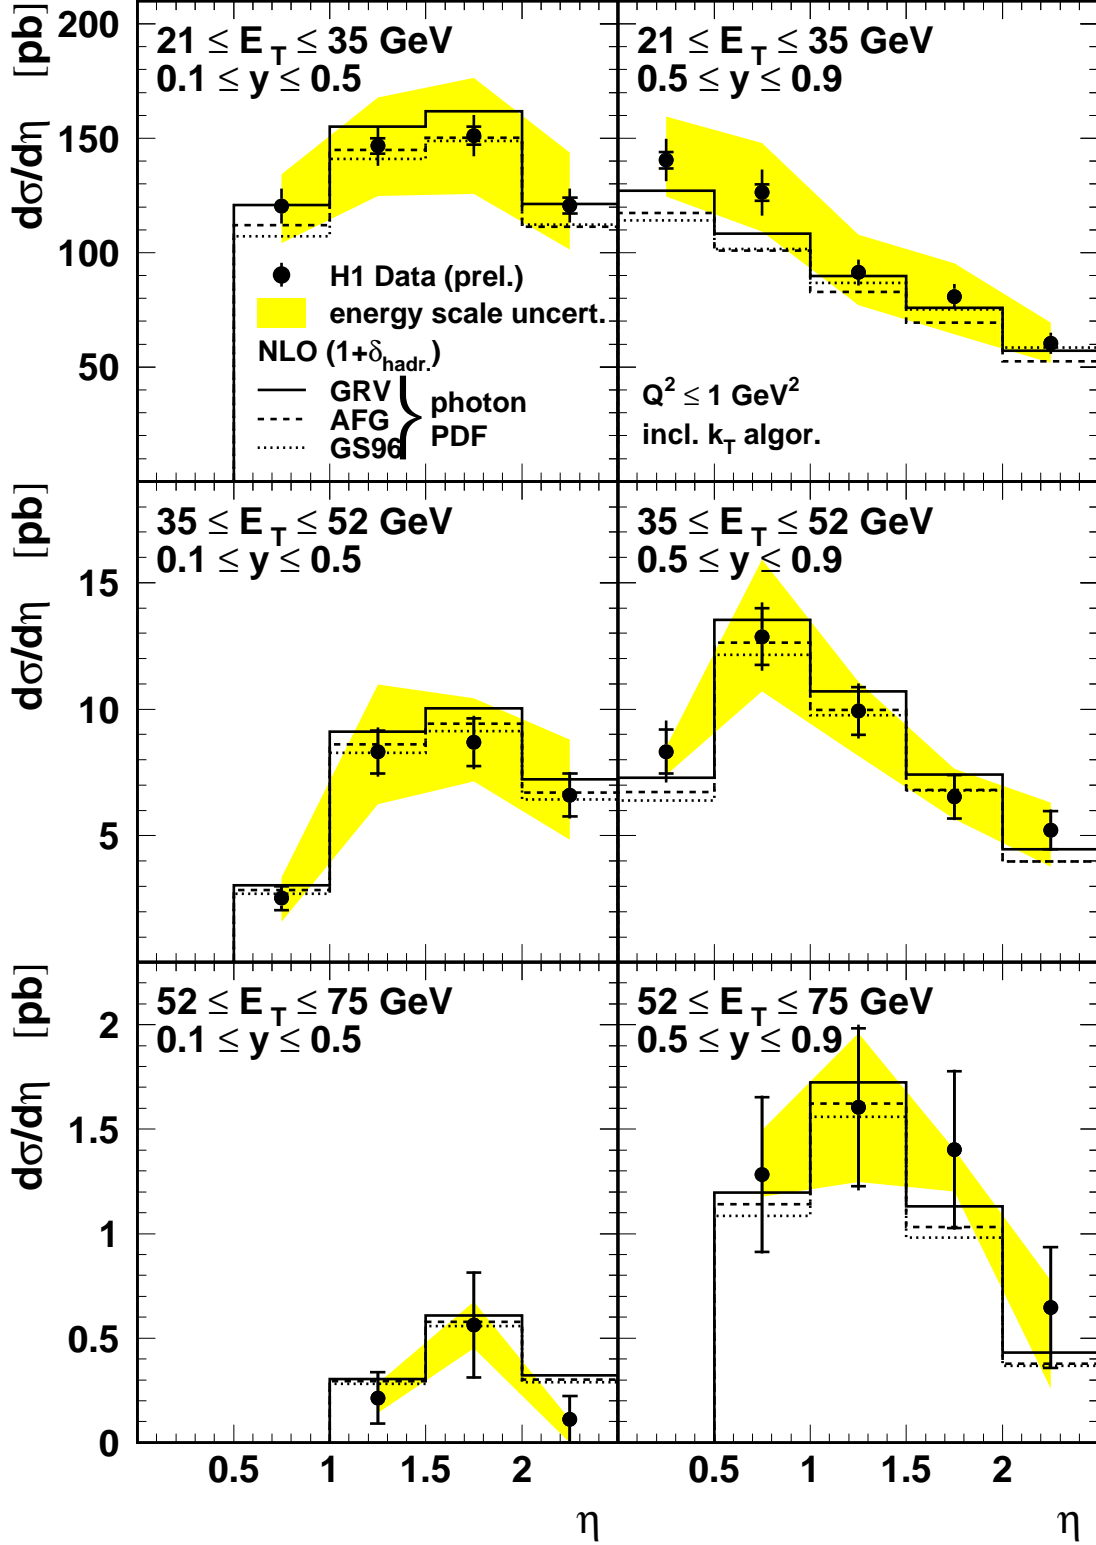 dσ/dη [pb]
200
150
100
50
21 ≤ E_T ≤ 35 GeV
0.1 ≤ y ≤ 0.5
H1 Data (prel.)
energy scale uncert.
NLO (1+δ_hadr.)
GRV
AFG
GS96
photon
PDF
21 ≤ E_T ≤ 35 GeV
0.5 ≤ y ≤ 0.9
Q² ≤ 1 GeV²
incl. k_T algor.
dσ/dη [pb]
15
10
5
35 ≤ E_T ≤ 52 GeV
0.1 ≤ y ≤ 0.5
35 ≤ E_T ≤ 52 GeV
0.5 ≤ y ≤ 0.9
dσ/dη [pb]
2
1.5
1
0.5
0
52 ≤ E_T ≤ 75 GeV
0.1 ≤ y ≤ 0.5
52 ≤ E_T ≤ 75 GeV
0.5 ≤ y ≤ 0.9
0.5 1 1.5 2
0.5 1 1.5 2
η
η